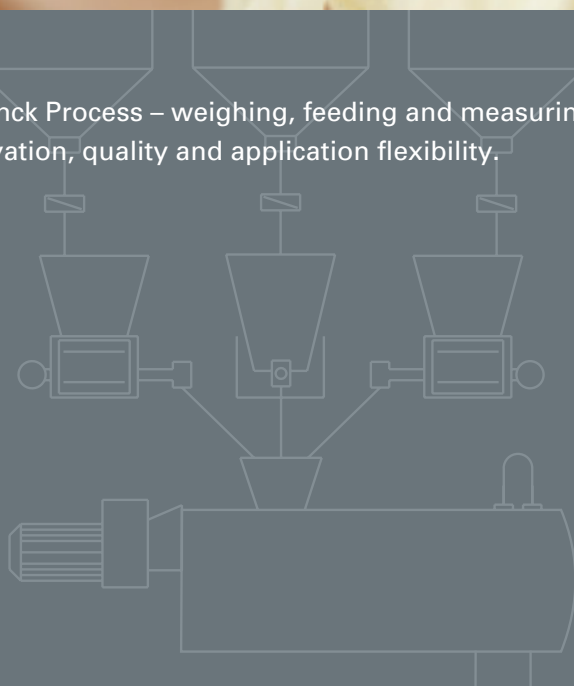 nck Process – weighing, feeding and measurin
vation, quality and application flexibility.